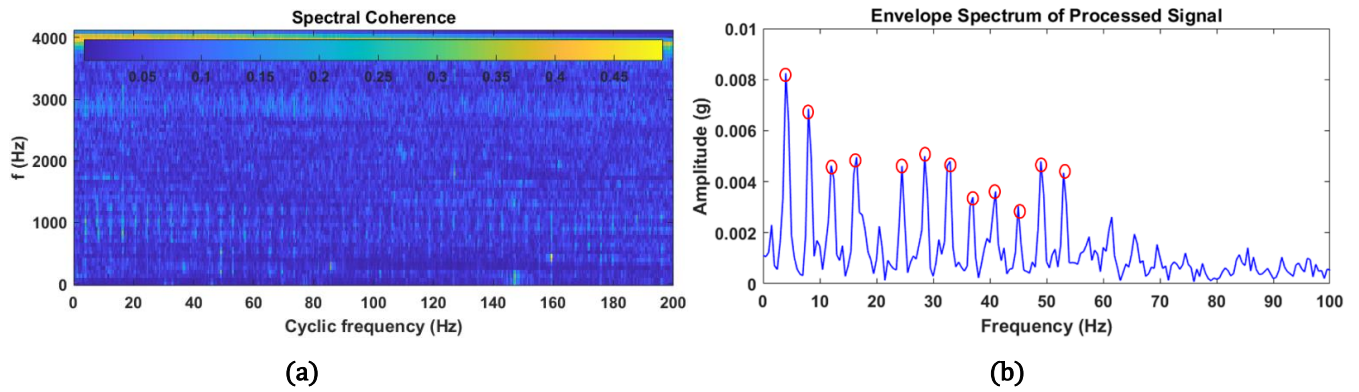 Spectral Coherence
4000
3000
2000
1000
0
f (Hz)
0.05 0.1 0.15 0.2 0.25 0.3 0.35 0.4 0.45
0 20 40 60 80 100 120 140 160 180 200
Cyclic frequency (Hz)
(a)
Envelope Spectrum of Processed Signal
0.01
0.008
0.006
0.004
0.002
0
Amplitude (g)
0 10 20 30 40 50 60 70 80 90 100
Frequency (Hz)
(b)